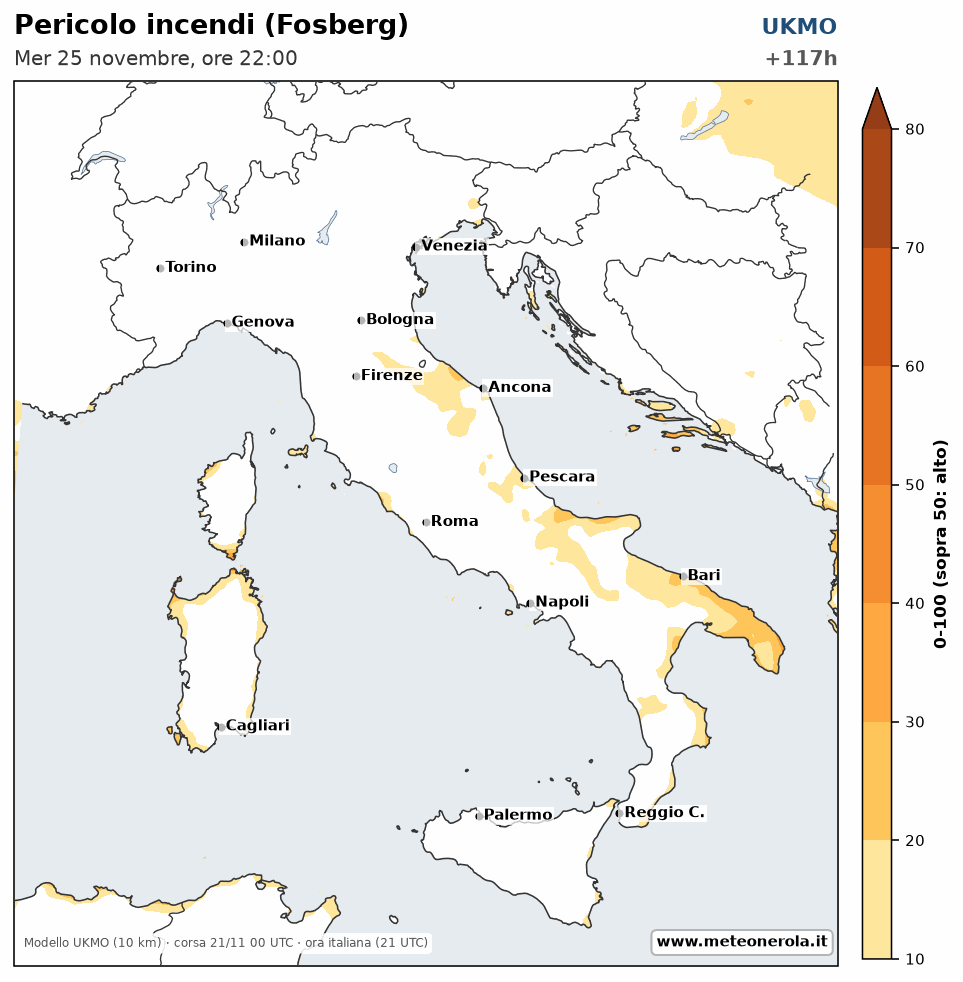 Pericolo incendi (Fosberg)
UKMO
Mer 25 novembre, ore 22:00
+117h
Milano
Venezia
Torino
Genova
Bologna
Firenze
Ancona
Pescara
Roma
Bari
Napoli
Cagliari
Palermo
Reggio C.
80
70
60
50
40
30
20
10
0-100 (sopra 50: alto)
Modello UKMO (10 km) · corsa 21/11 00 UTC · ora italiana (21 UTC)
www.meteonerola.it